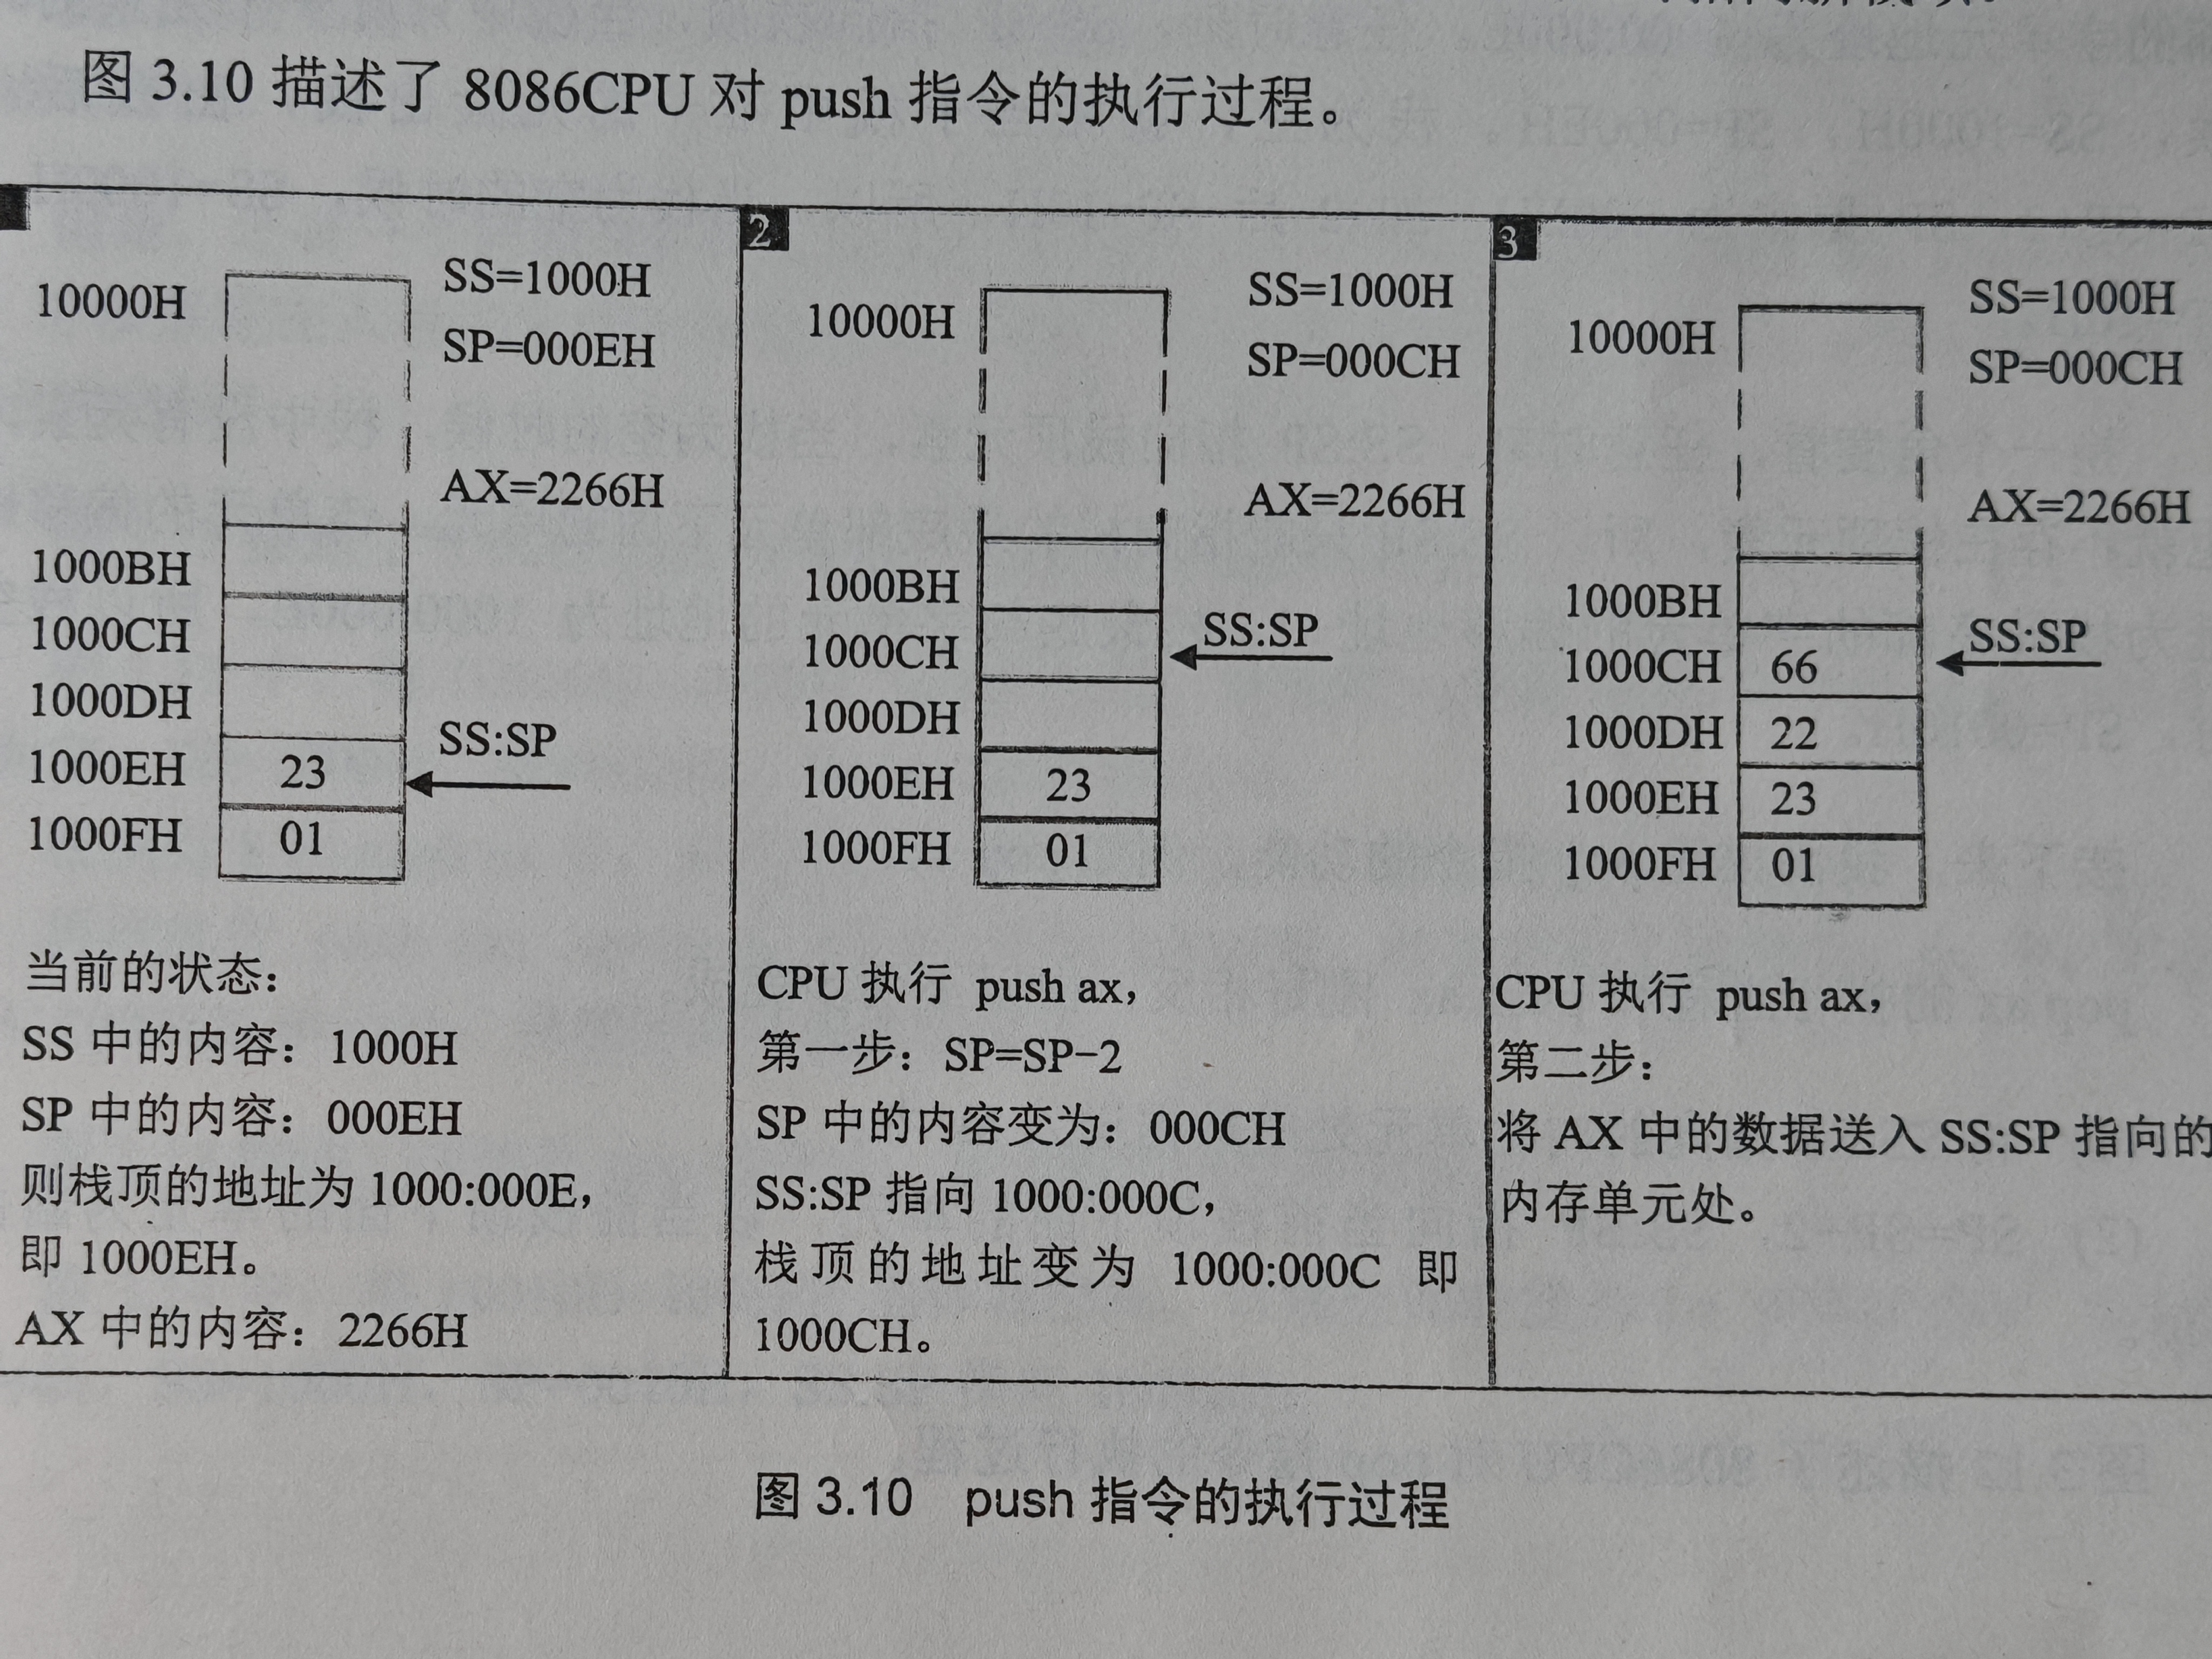 图 3.10 描述了 8086CPU 对 push 指令的执行过程。
10000H
SS=1000H
SP=000EH
AX=2266H
1000BH
1000CH
1000DH
1000EH 23
SS:SP
1000FH 01
当前的状态：
SS 中的内容：1000H
SP 中的内容：000EH
则栈顶的地址为 1000:000E，
即 1000EH。
AX 中的内容：2266H
2
10000H
SS=1000H
SP=000CH
AX=2266H
1000BH
1000CH
SS:SP
1000DH
1000EH 23
1000FH 01
CPU 执行 push ax，
第一步：SP=SP-2
SP 中的内容变为：000CH
SS:SP 指向 1000:000C，
栈顶的地址变为 1000:000C 即
1000CH。
3
10000H
SS=1000H
SP=000CH
AX=2266H
1000BH
1000CH 66
SS:SP
1000DH 22
1000EH 23
1000FH 01
CPU 执行 push ax，
第二步：
将 AX 中的数据送入 SS:SP 指向的
内存单元处。
图 3.10 push 指令的执行过程